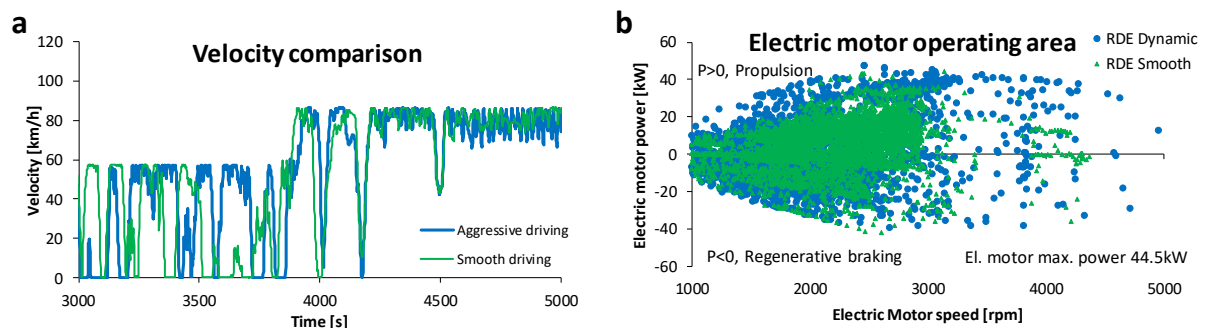 a
Velocity comparison
120
100
80
60
40
20
0
Velocity [km/h]
3000 3500 4000 4500 5000
Time [s]
Aggressive driving
Smooth driving
b
Electric motor operating area
RDE Dynamic
RDE Smooth
P>0, Propulsion
60
40
20
0
-20
-40
-60
Electric motor power [kW]
P<0, Regenerative braking
El. motor max. power 44.5kW
1000 2000 3000 4000 5000
Electric Motor speed [rpm]